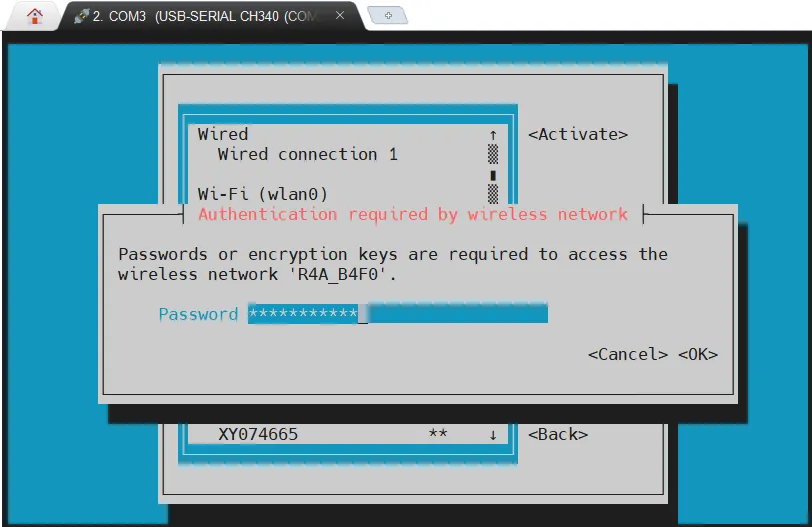 2. COM3 (USB-SERIAL CH340 (COM
Wired
Wired connection 1
<Activate>
Wi-Fi (wlan0)
Authentication required by wireless network
Passwords or encryption keys are required to access the
wireless network 'R4A_B4F0'.
Password ***********_
<Cancel> <OK>
XY074665 ** ↓ <Back>